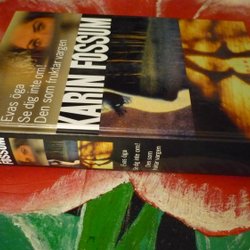 Evas öga
Se dig inte om!
Den som fruktar vargen
KARIN FOSSUM
FOSSUM
Evas öga
Se dig inte om!
Den som
fruktar vargen